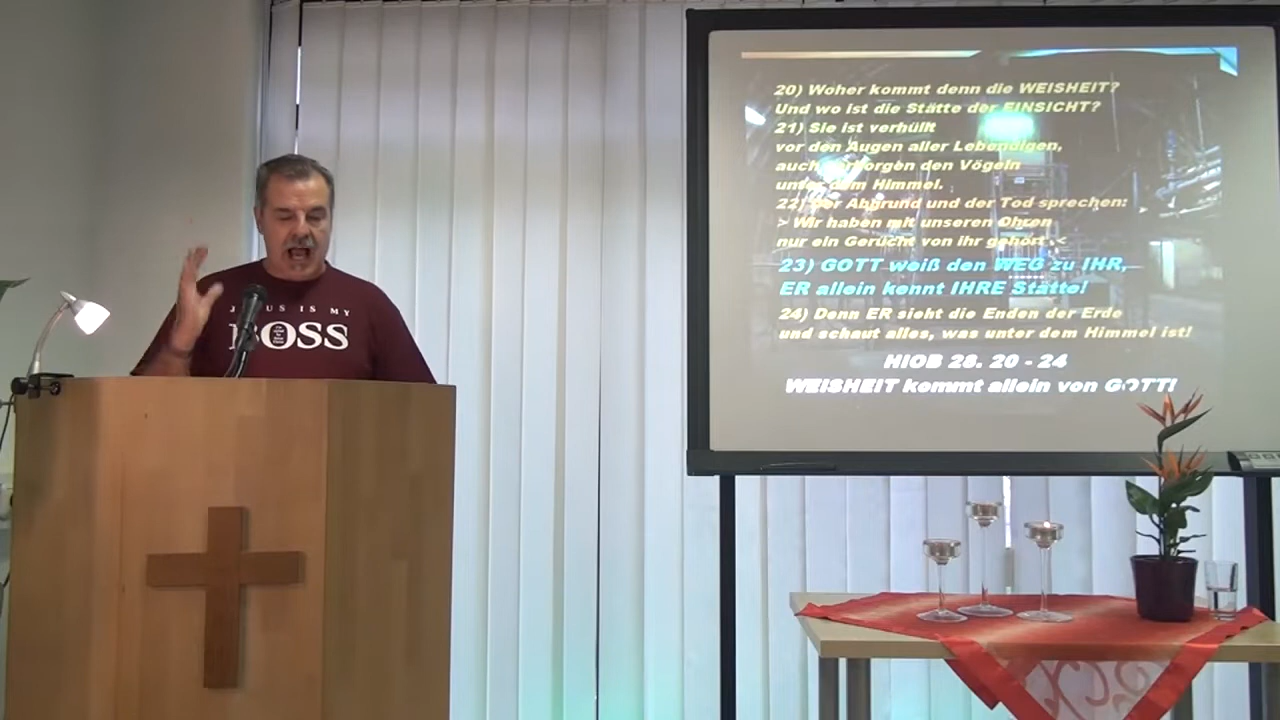 20) Woher kommt denn die WEISHEIT?
Und wo ist die Stätte der EINSICHT?
21) Sie ist verhüllt
vor den Augen aller Lebendigen,
auch verborgen den Vögeln
unter dem Himmel.
22) Der Abgrund und der Tod sprechen:
> Wir haben mit unseren Ohren
nur ein Gerücht von ihr gehört .<
23) GOTT weiß den WEG zu IHR,
ER allein kennt IHRE Stätte!
24) Denn ER sieht die Enden der Erde
und schaut alles, was unter dem Himmel ist!
HIOB 28. 20 - 24
WEISHEIT kommt allein von GOTT!
JESUS IS MY
BOSS